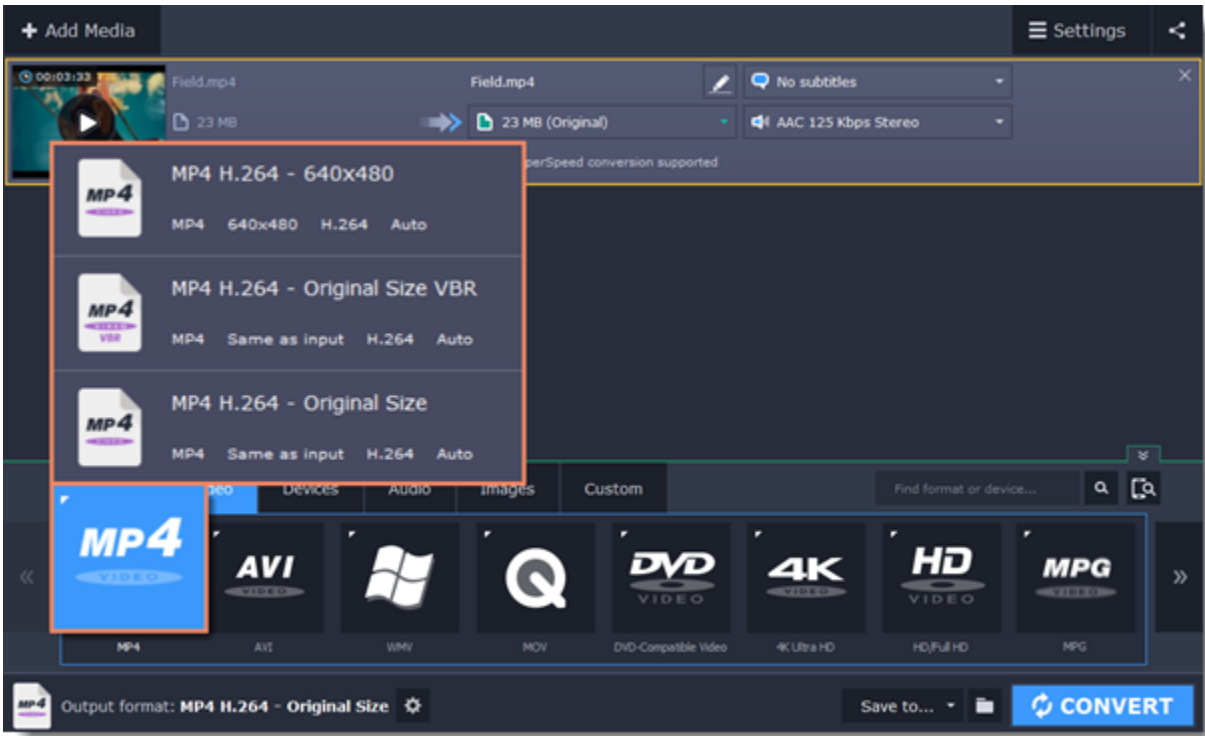 Add Media
Settings
00:03:33
Field.mp4
Field.mp4
No subtitles
23 MB
23 MB (Original)
AAC 125 Kbps Stereo
perSpeed conversion supported
MP4 H.264 - 640x480
MP4 640x480 H.264 Auto
MP4 VIDEO
MP4 H.264 - Original Size VBR
MP4 Same as input H.264 Auto
MP4 VIDEO VBR
MP4 H.264 - Original Size
MP4 Same as input H.264 Auto
MP4 VIDEO
deo Devices Audio Images Custom
Find format or device...
MP4 VIDEO
AVI VIDEO
DVD VIDEO
4K VIDEO
HD VIDEO
MPG VIDEO
MP4 AVI WMV MOV DVD-Compatible Video 4K Ultra HD HD/Full HD MPG
MP4
Output format: MP4 H.264 - Original Size
Save to...
CONVERT